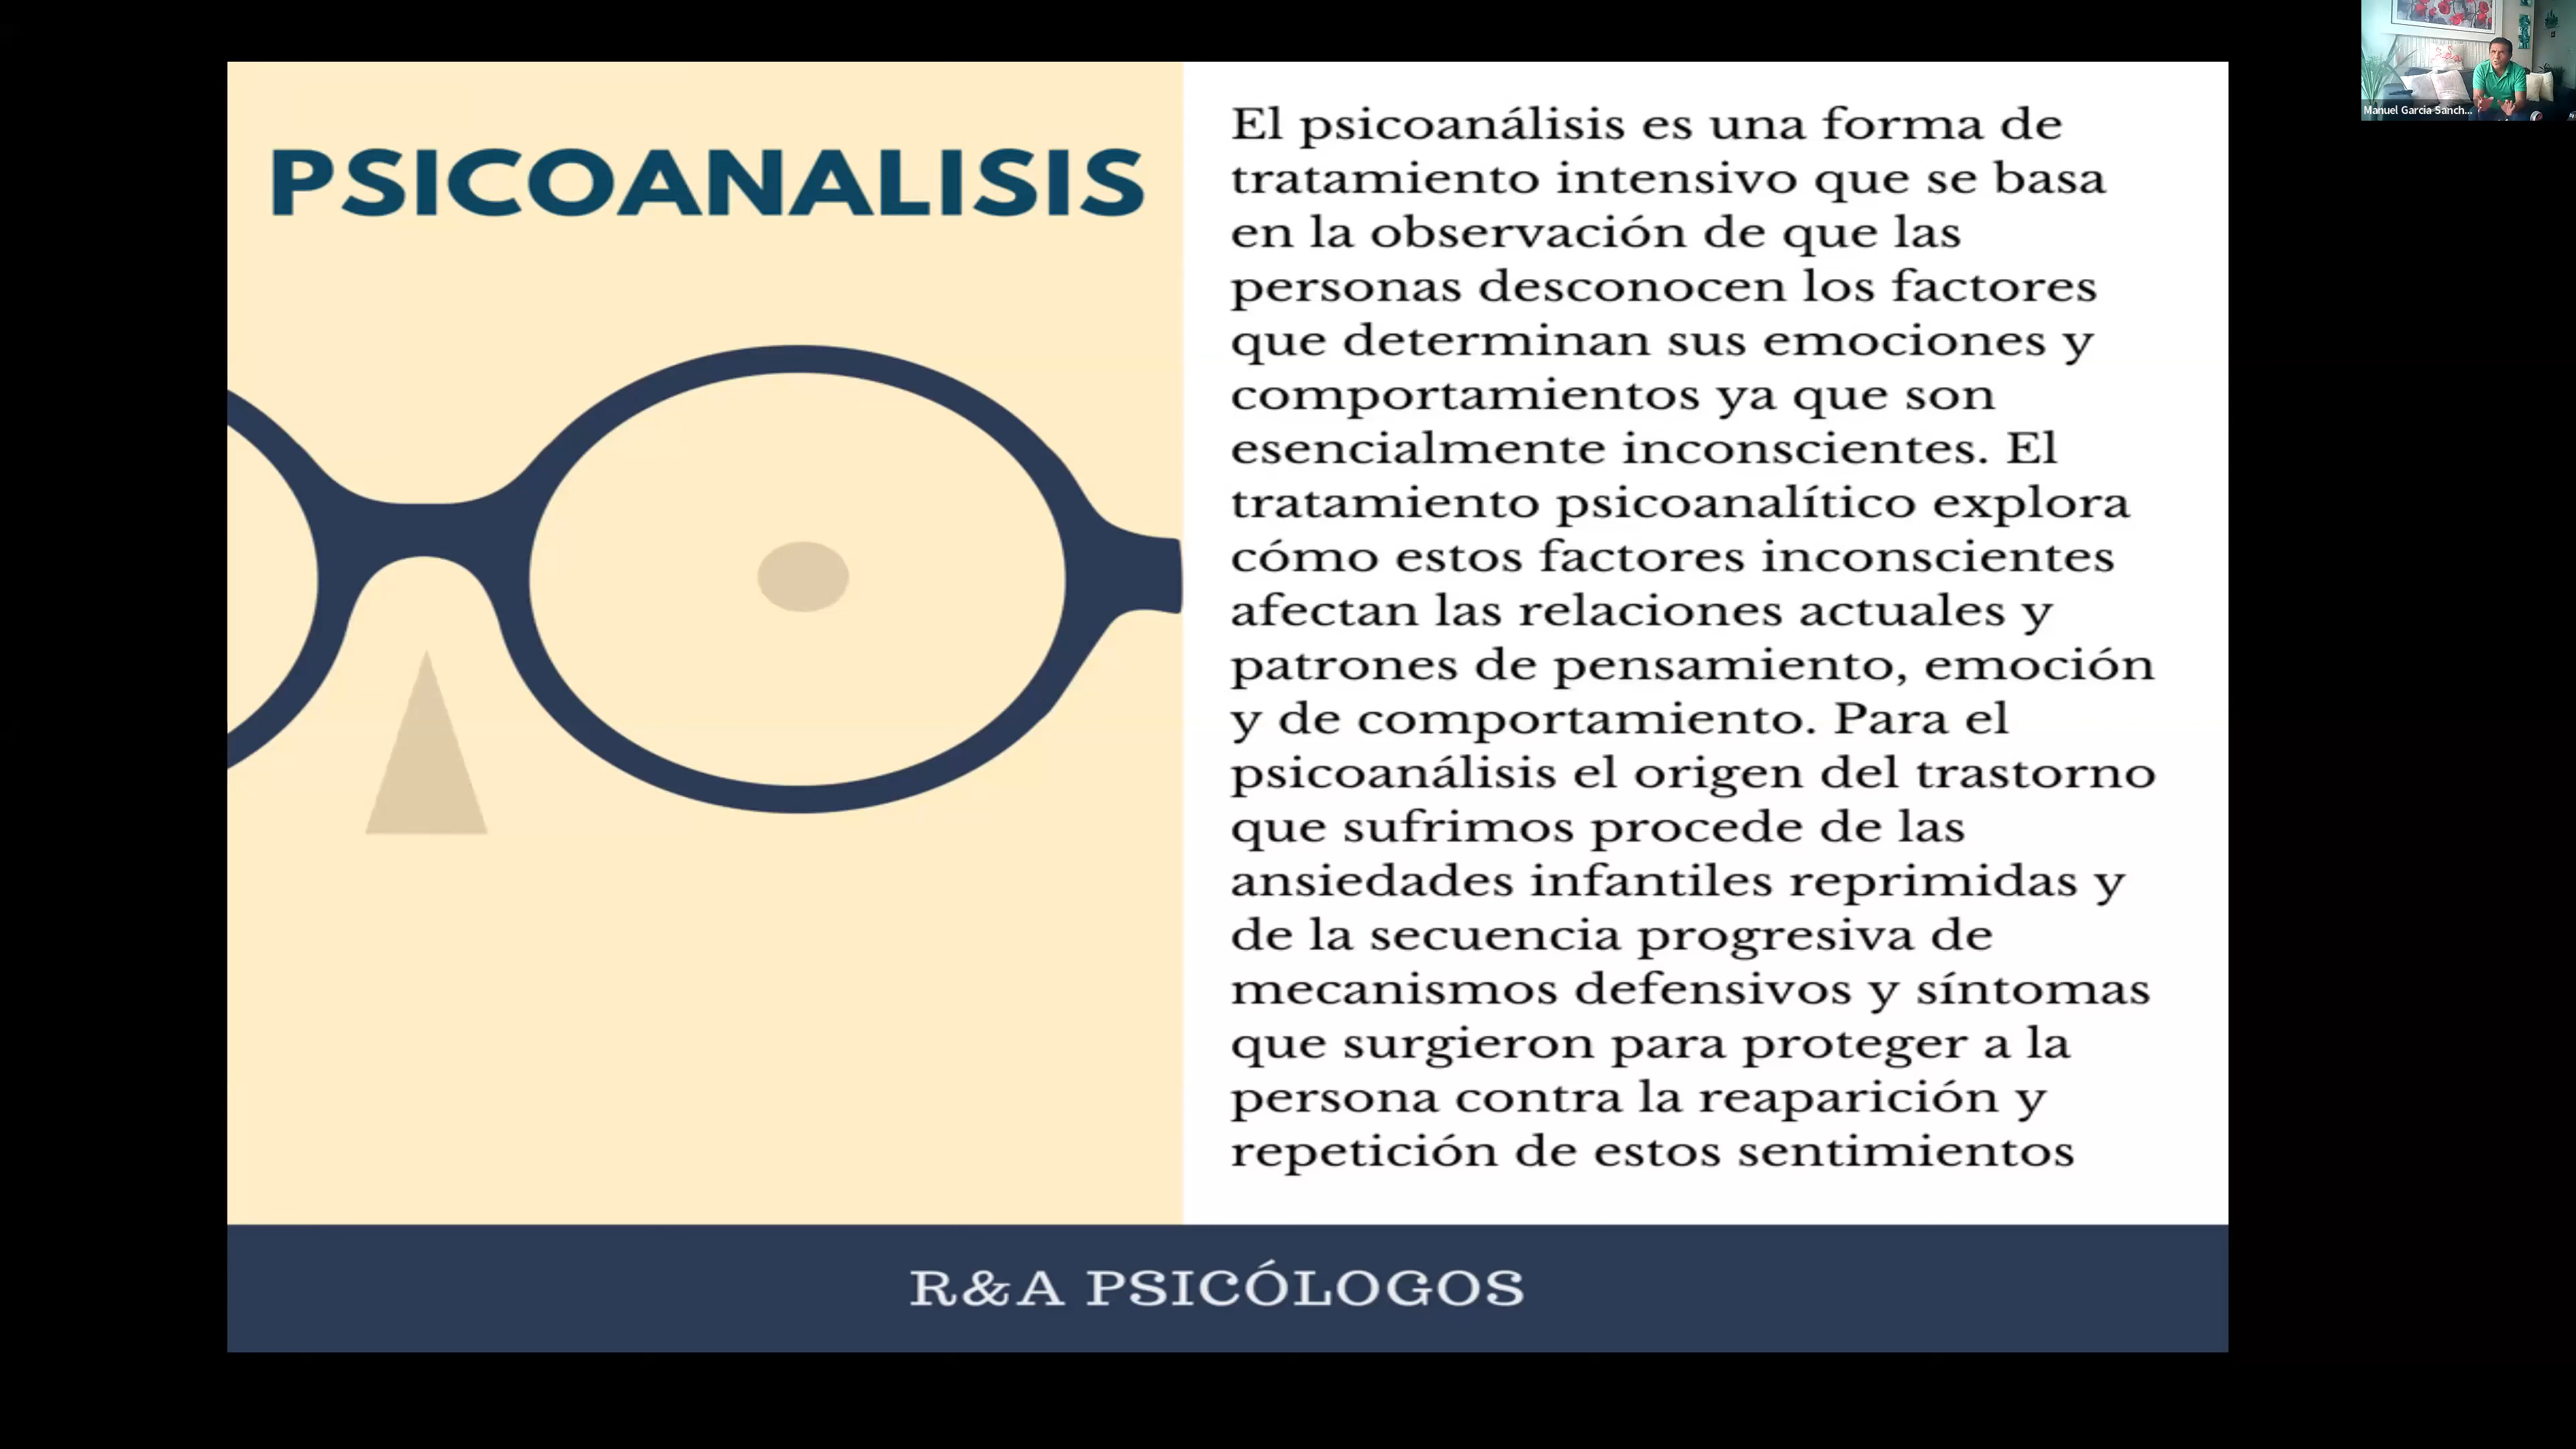 PSICOANALISIS
El psicoanálisis es una forma de
tratamiento intensivo que se basa
en la observación de que las
personas desconocen los factores
que determinan sus emociones y
comportamientos ya que son
esencialmente inconscientes. El
tratamiento psicoanalítico explora
cómo estos factores inconscientes
afectan las relaciones actuales y
patrones de pensamiento, emoción
y de comportamiento. Para el
psicoanálisis el origen del trastorno
que sufrimos procede de las
ansiedades infantiles reprimidas y
de la secuencia progresiva de
mecanismos defensivos y síntomas
que surgieron para proteger a la
persona contra la reaparición y
repetición de estos sentimientos
R&A PSICÓLOGOS
Manuel Garcia Sanch...